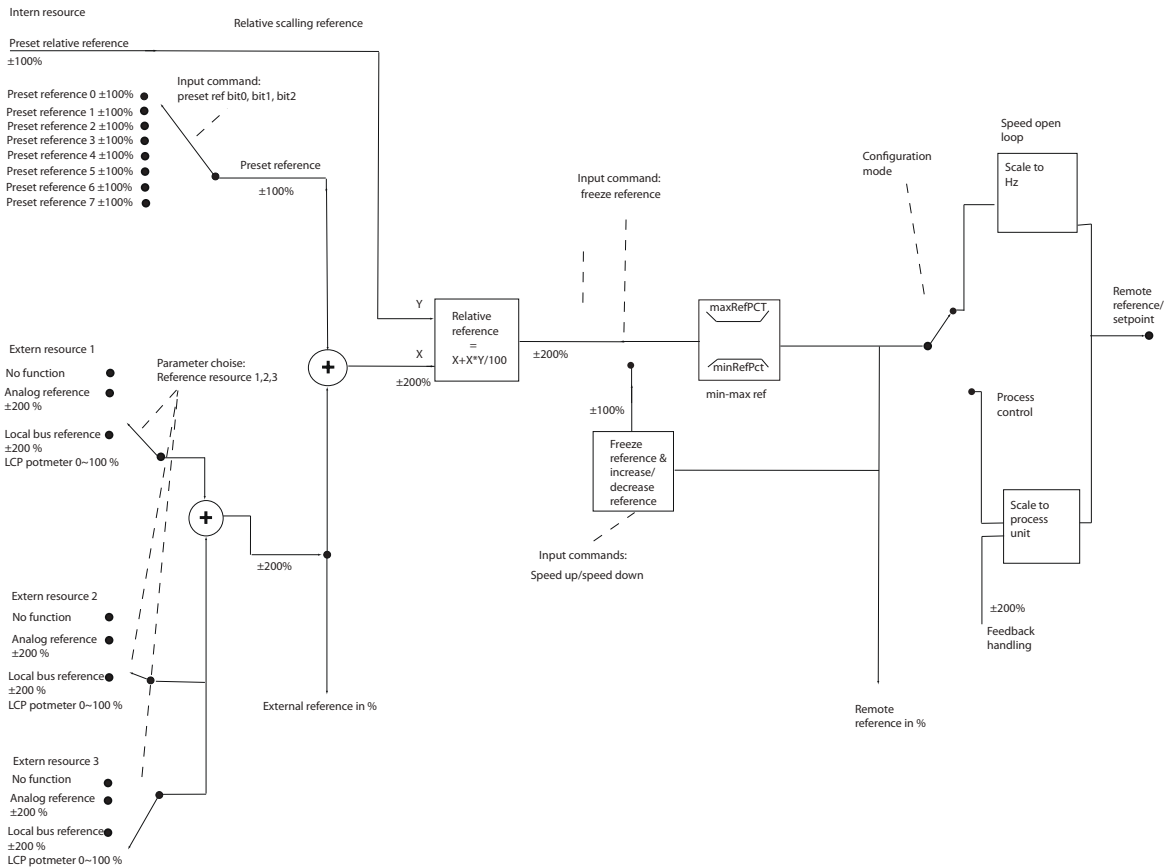 Intern resource
Relative scalling reference
Preset relative reference
±100%
Input command:
preset ref bit0, bit1, bit2
Preset reference 0 ±100%
Preset reference 1 ±100%
Preset reference 2 ±100%
Preset reference 3 ±100%
Preset reference 4 ±100%
Preset reference 5 ±100%
Preset reference 6 ±100%
Preset reference 7 ±100%
Preset reference
±100%
Input command:
freeze reference
Configuration
mode
Speed open
loop
Scale to
Hz
Y
X
±200%
Relative
reference
=
X+X*Y/100
±200%
maxRefPCT
minRefPct
min-max ref
Remote
reference/
setpoint
Extern resource 1
No function
Analog reference
±200 %
Local bus reference
±200 %
LCP potmeter 0~100 %
Parameter choise:
Reference resource 1,2,3
+
+
±200%
±100%
Freeze
reference &
increase/
decrease
reference
Input commands:
Speed up/speed down
Process
control
Scale to
process
unit
±200%
Feedback
handling
Extern resource 2
No function
Analog reference
±200 %
Local bus reference
±200 %
LCP potmeter 0~100 %
External reference in %
Remote
reference in %
Extern resource 3
No function
Analog reference
±200 %
Local bus reference
±200 %
LCP potmeter 0~100 %